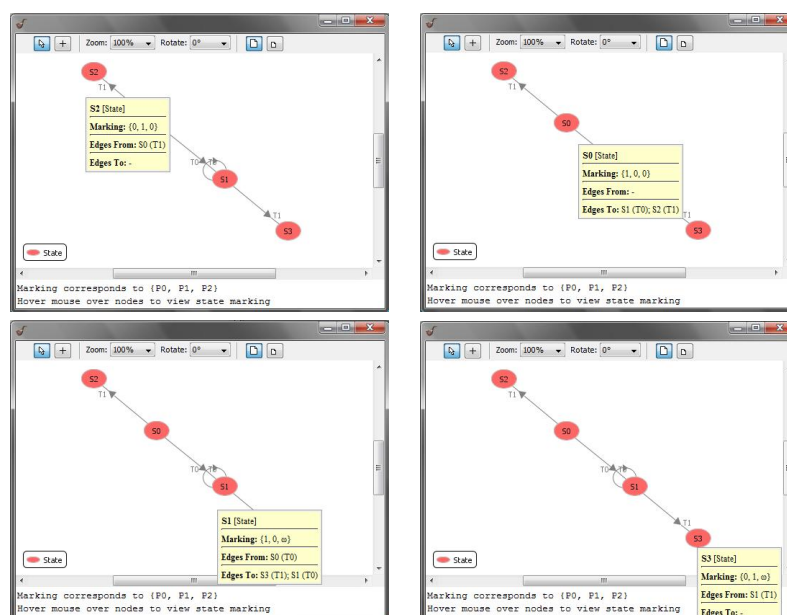 Zoom: 100% Rotate: 0°
S2
T1
S2 [State]
Marking: {0, 1, 0}
Edges From: S0 (T1)
Edges To: -
T0
S1
T1
S3
State
Marking corresponds to {P0, P1, P2}
Hover mouse over nodes to view state marking
Zoom: 100% Rotate: 0°
S2
T1
S0
S0 [State]
Marking: {1, 0, 0}
Edges From: -
Edges To: S1 (T0); S2 (T1)
T1
S3
State
Marking corresponds to {P0, P1, P2}
Hover mouse over nodes to view state marking
Zoom: 100% Rotate: 0°
S2
T1
S0
T0
S1
S1 [State]
Marking: {1, 0, ω}
Edges From: S0 (T0)
Edges To: S3 (T1); S1 (T0)
State
Marking corresponds to {P0, P1, P2}
Hover mouse over nodes to view state marking
Zoom: 100% Rotate: 0°
S2
T1
S0
T0
S1
T1
S3
S3 [State]
Marking: {0, 1, ω}
Edges From: S1 (T1)
Edges To: -
State
Marking corresponds to {P0, P1, P2}
Hover mouse over nodes to view state marking